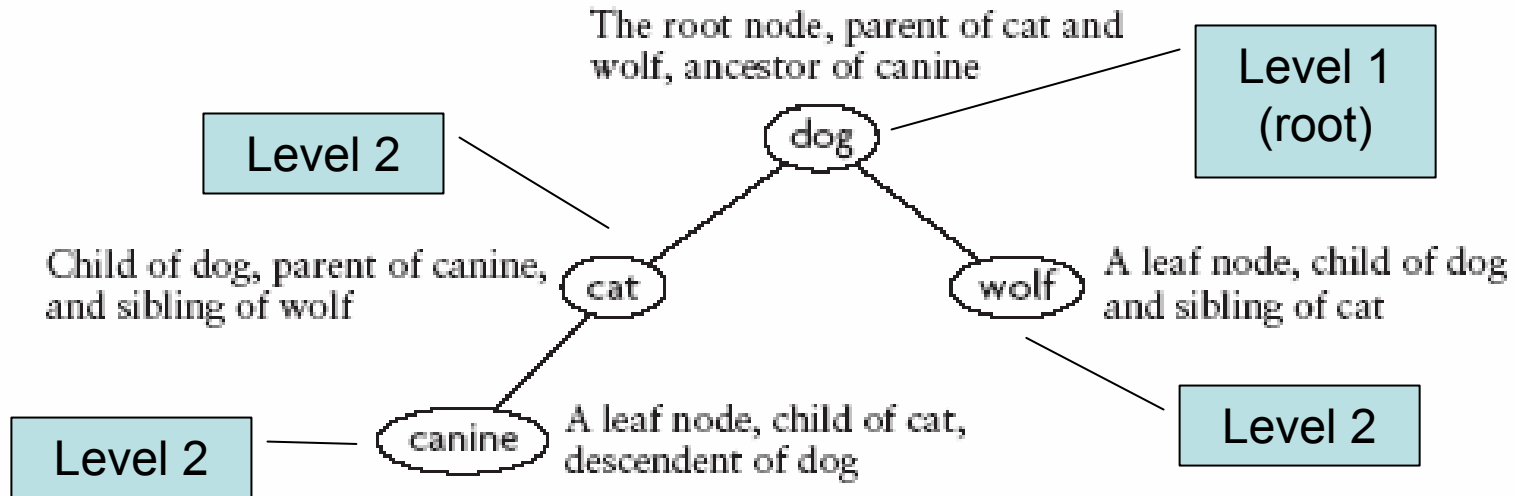 The root node, parent of cat and
wolf, ancestor of canine
Level 1
(root)
dog
Level 2
Child of dog, parent of canine,
and sibling of wolf
cat
wolf
A leaf node, child of dog
and sibling of cat
canine
A leaf node, child of cat,
descendent of dog
Level 2
Level 2